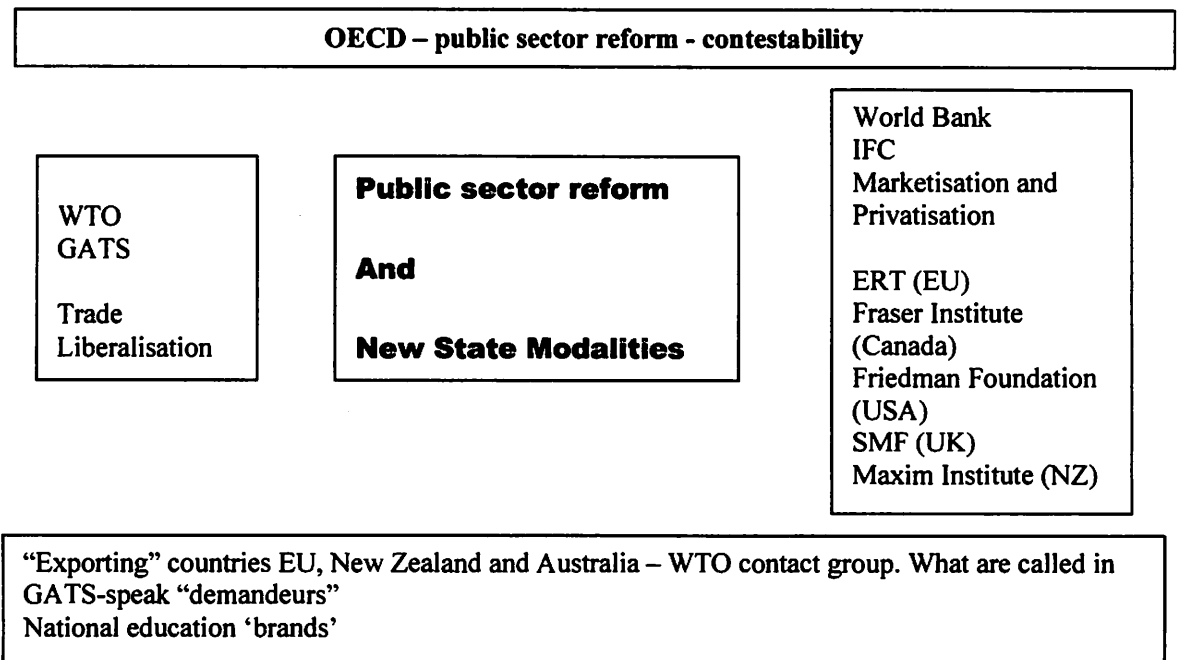 OECD – public sector reform - contestability
WTO
GATS
Trade
Liberalisation
Public sector reform
And
New State Modalities
World Bank
IFC
Marketisation and
Privatisation
ERT (EU)
Fraser Institute
(Canada)
Friedman Foundation
(USA)
SMF (UK)
Maxim Institute (NZ)
“Exporting” countries EU, New Zealand and Australia – WTO contact group. What are called in
GATS-speak “demandeurs”
National education ‘brands’